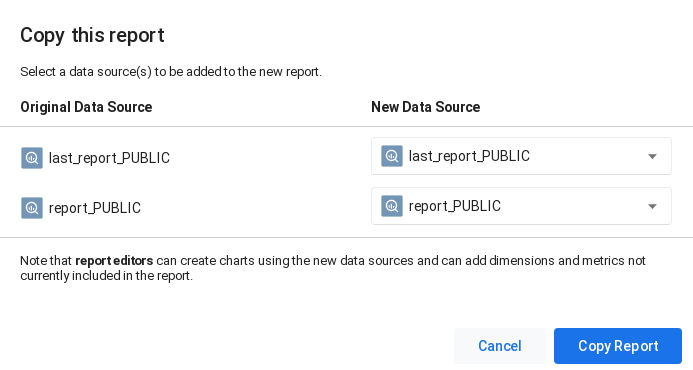 Copy this report
Select a data source(s) to be added to the new report.
Original Data Source New Data Source
last_report_PUBLIC last_report_PUBLIC
report_PUBLIC report_PUBLIC
Note that report editors can create charts using the new data sources and can add dimensions and metrics not
currently included in the report.
Cancel Copy Report